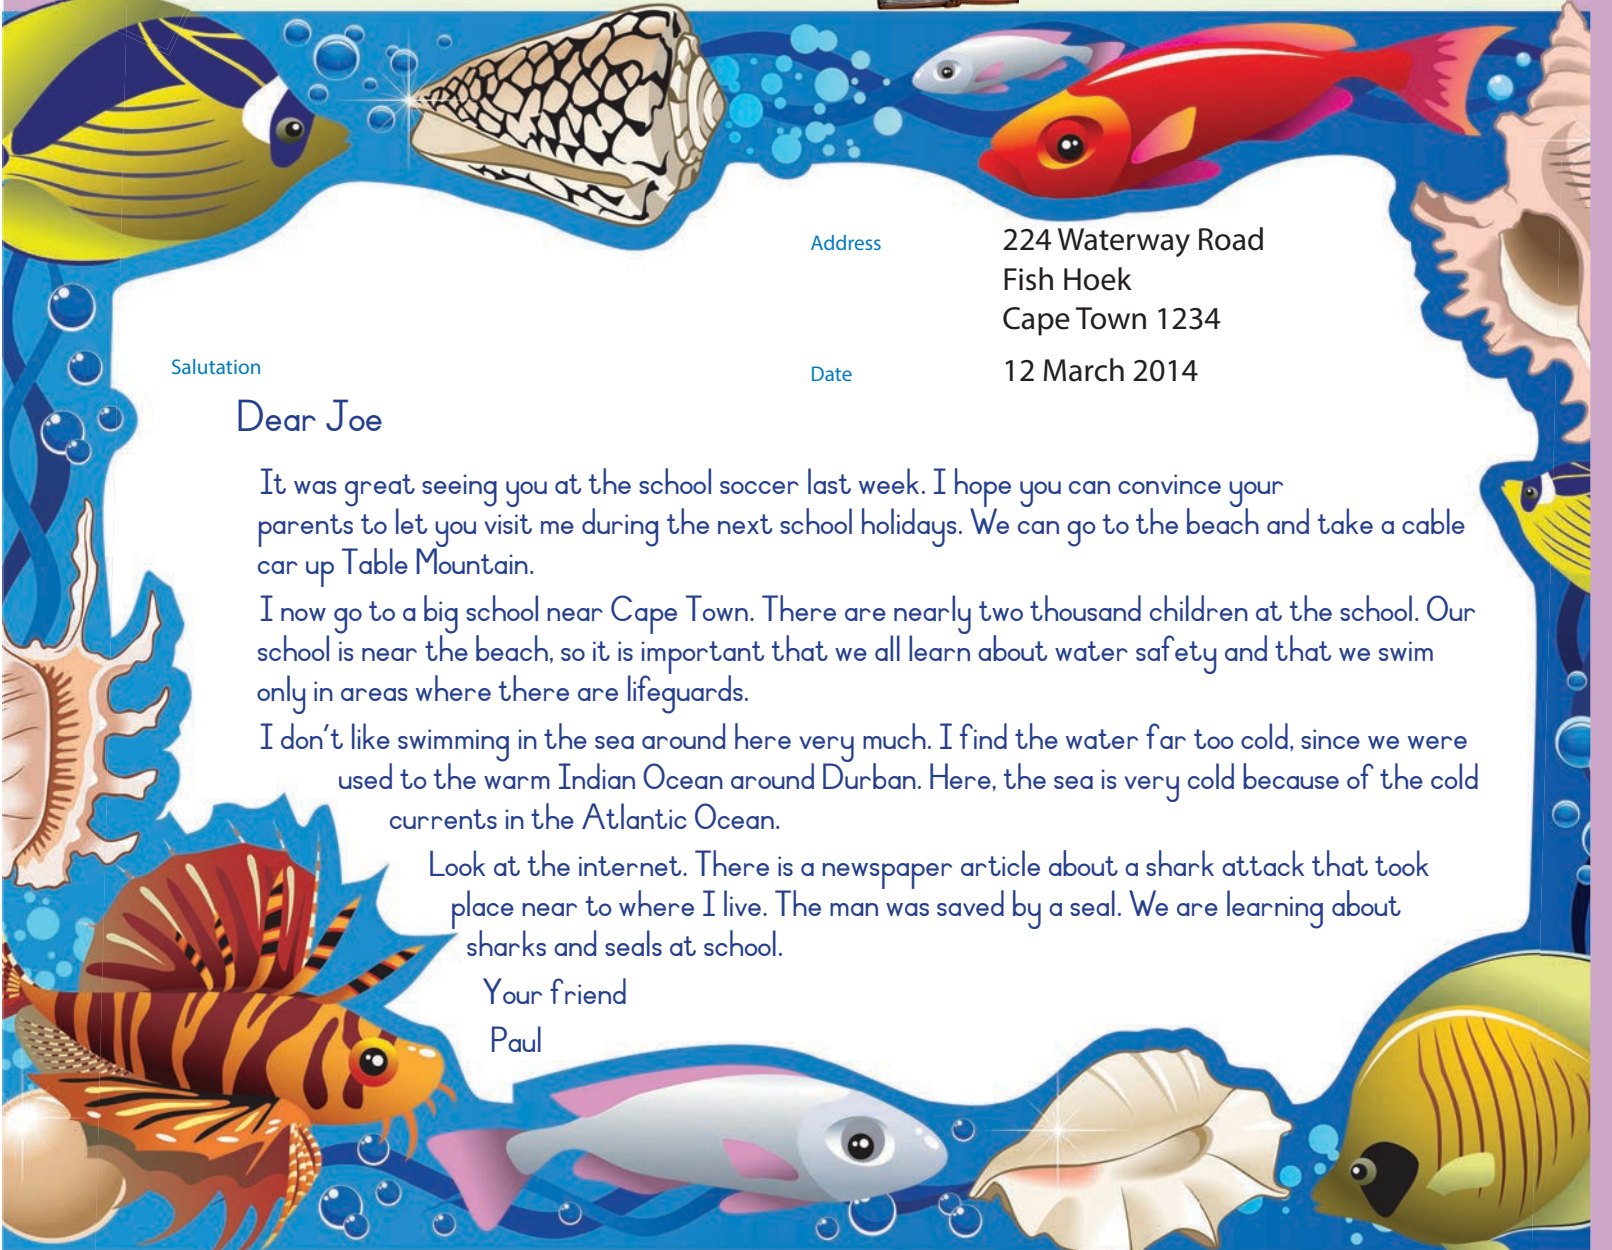 Address 224 Waterway Road
Fish Hoek
Cape Town 1234
Salutation
Date 12 March 2014
Dear Joe
It was great seeing you at the school soccer last week. I hope you can convince your
parents to let you visit me during the next school holidays. We can go to the beach and take a cable
car up Table Mountain.
I now go to a big school near Cape Town. There are nearly two thousand children at the school. Our
school is near the beach, so it is important that we all learn about water safety and that we swim
only in areas where there are lifeguards.
I don't like swimming in the sea around here very much. I find the water far too cold, since we were
used to the warm Indian Ocean around Durban. Here, the sea is very cold because of the cold
currents in the Atlantic Ocean.
Look at the internet. There is a newspaper article about a shark attack that took
place near to where I live. The man was saved by a seal. We are learning about
sharks and seals at school.
Your friend
Paul